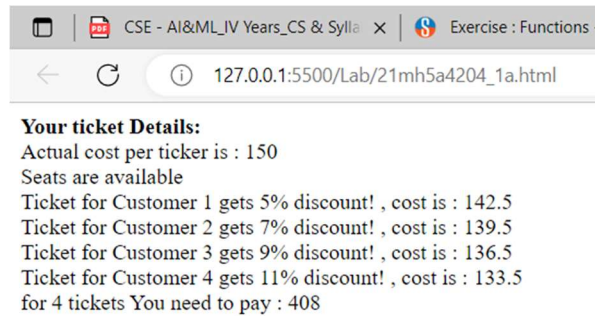 CSE - AI&ML_IV Years_CS & Sylla
Exercise : Functions
127.0.0.1:5500/Lab/21mh5a4204_1a.html
Your ticket Details:
Actual cost per ticker is : 150
Seats are available
Ticket for Customer 1 gets 5% discount! , cost is : 142.5
Ticket for Customer 2 gets 7% discount! , cost is : 139.5
Ticket for Customer 3 gets 9% discount! , cost is : 136.5
Ticket for Customer 4 gets 11% discount! , cost is : 133.5
for 4 tickets You need to pay : 408